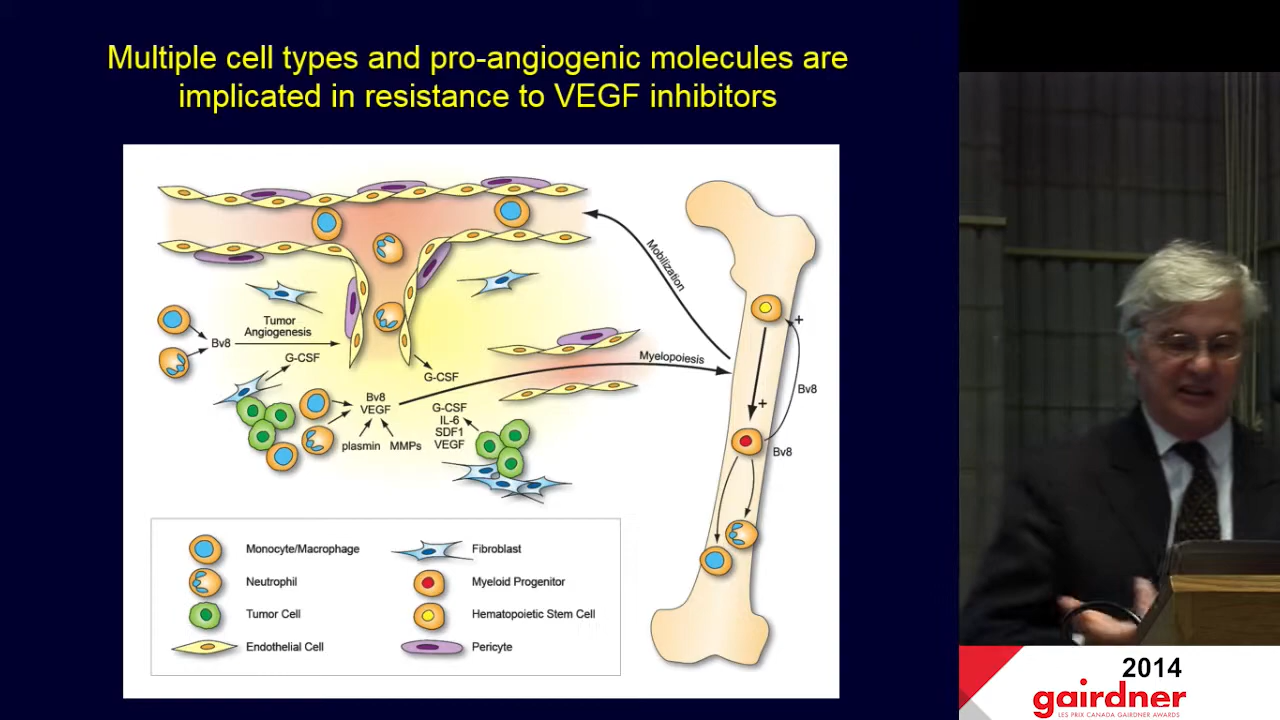 Multiple cell types and pro-angiogenic molecules are
implicated in resistance to VEGF inhibitors
Mobilization
Tumor
Angiogenesis
Bv8
G-CSF
G-CSF
Myelopoiesis
Bv8
VEGF
plasmin
MMPs
G-CSF
IL-6
SDF1
VEGF
+
Bv8
+
Bv8
Monocyte/Macrophage
Fibroblast
Neutrophil
Myeloid Progenitor
Tumor Cell
Hematopoietic Stem Cell
Endothelial Cell
Pericyte
2014
gairdner
LES PRIX CANADA GAIRDNER AWARDS